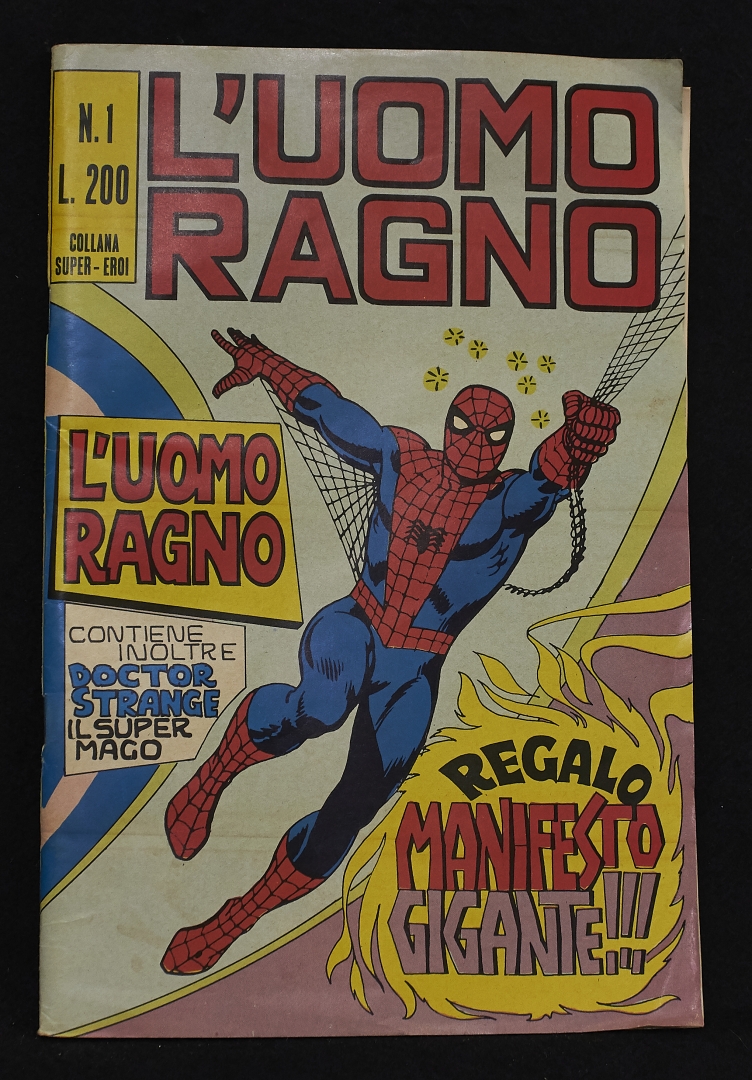 N.1
L. 200
COLLANA
SUPER-EROI
L'UOMO
RAGNO
L'UOMO
RAGNO
CONTIENE
INOLTRE
DOCTOR
STRANGE
IL SUPER
MAGO
REGALO
MANIFESTO
GIGANTE!!!